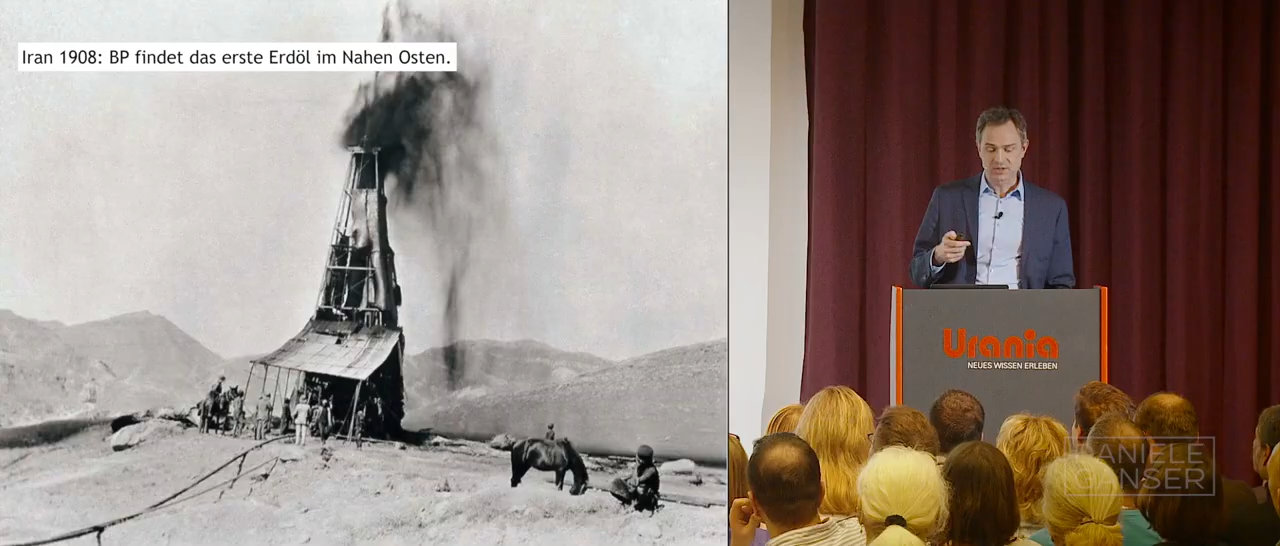 Iran 1908: BP findet das erste Erdöl im Nahen Osten.
Urania
NEUES WISSEN ERLEBEN
DANIELE
GANSER